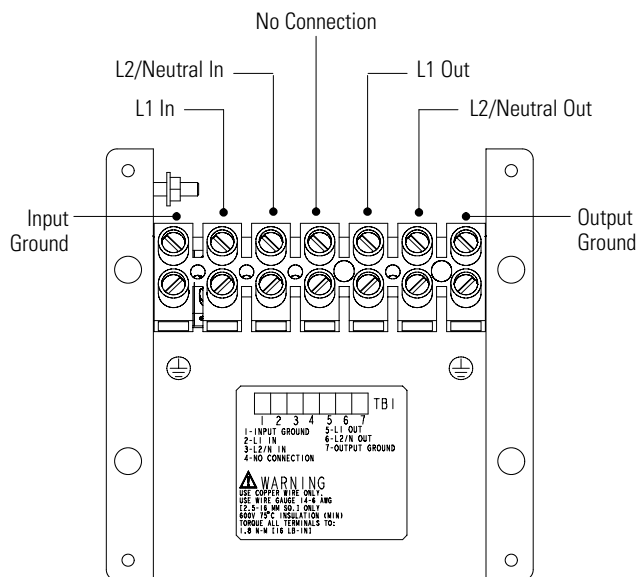 No Connection
L2/Neutral In
L1 Out
L1 In
L2/Neutral Out
Input
Ground
Output
Ground
TB1
1 2 3 4 5 6 7
1-INPUT GROUND
2-L1 IN
3-L2/N IN
4-NO CONNECTION
5-L1 OUT
6-L2/N OUT
7-OUTPUT GROUND
WARNING
USE COPPER WIRE ONLY.
USE WIRE GAUGE 14-6 AWG
[2.5-16 MM SQ.] ONLY
600V 75°C INSULATION (MIN)
TORQUE ALL TERMINALS TO:
1.8 N-M [16 LB-IN]